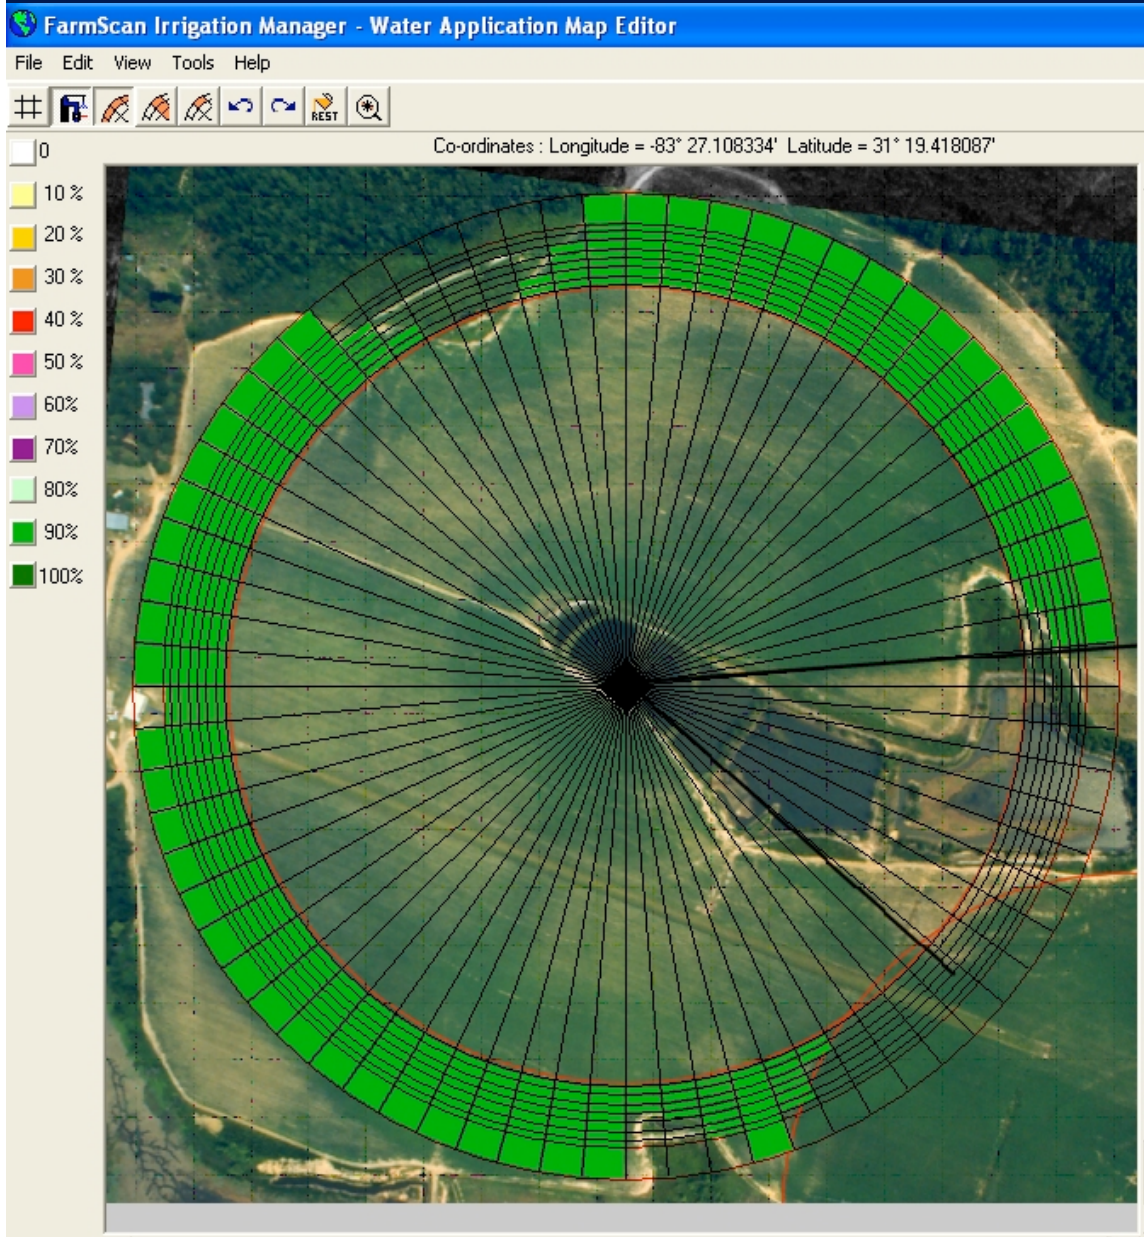 FarmScan Irrigation Manager - Water Application Map Editor
File Edit View Tools Help
REST
Co-ordinates : Longitude = -83° 27.108334' Latitude = 31° 19.418087'
0
10 %
20 %
30 %
40 %
50 %
60%
70%
80%
90%
100%